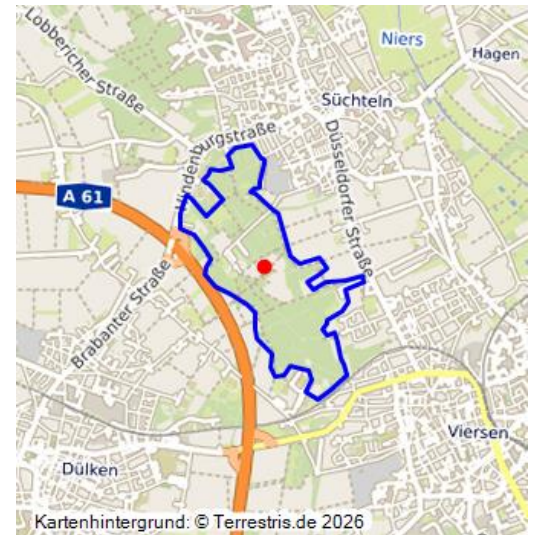 Lobbericher Straße
Niers
Hagen
Süchteln
Hindenburgstraße
Düsseldorfer Straße
A 61
Brabanter Straße
Viersen
Dülken
Kartenhintergrund: © Terrestris.de 2026